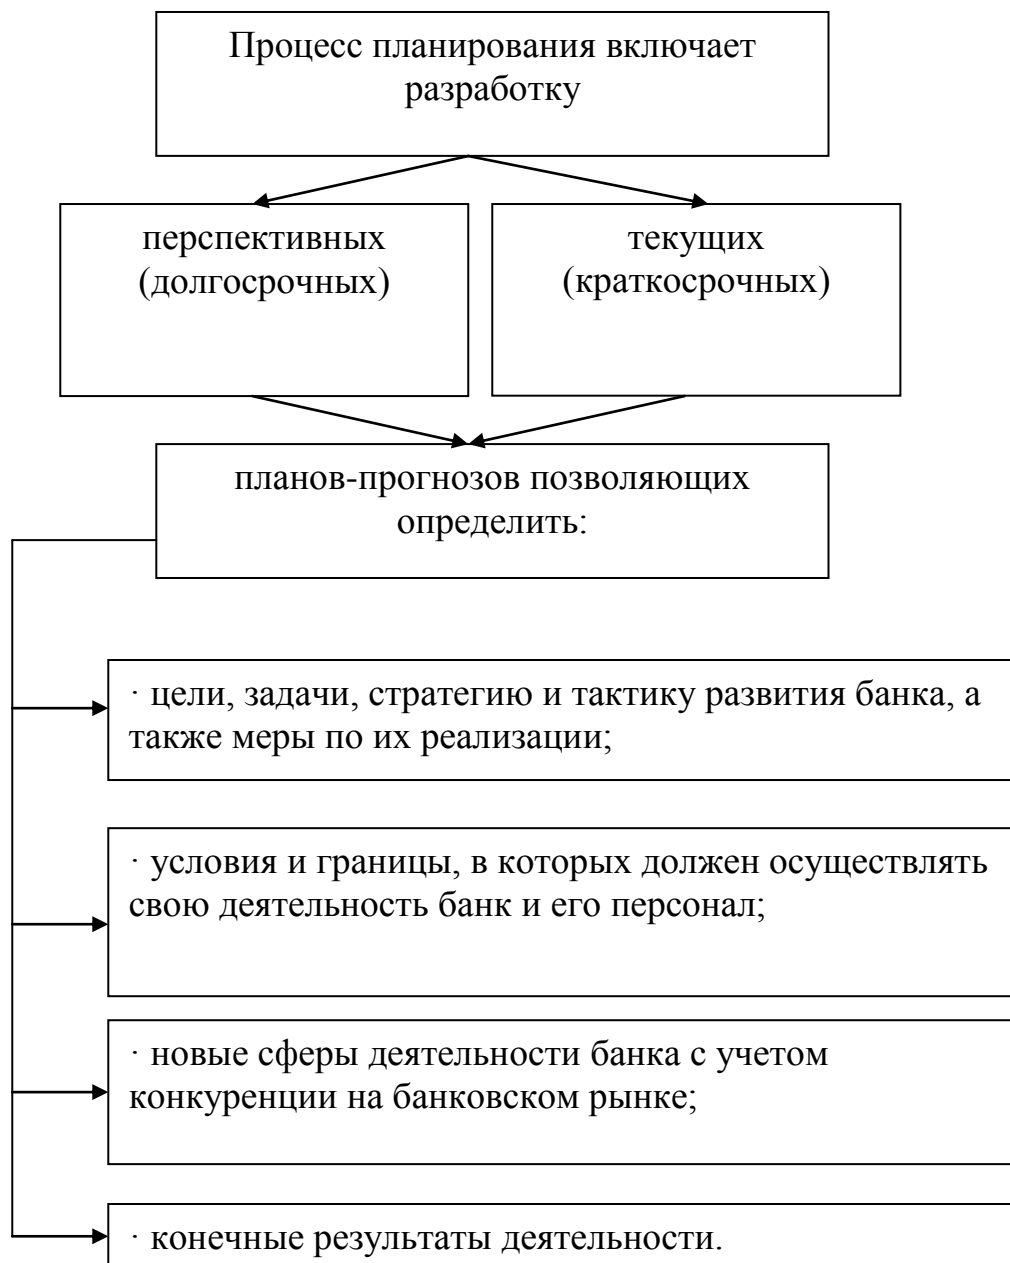 Процесс планирования включает
разработку
перспективных
(долгосрочных)
текущих
(краткосрочных)
планов-прогнозов позволяющих
определить:
· цели, задачи, стратегию и тактику развития банка, а
также меры по их реализации;
· условия и границы, в которых должен осуществлять
свою деятельность банк и его персонал;
· новые сферы деятельности банка с учетом
конкуренции на банковском рынке;
· конечные результаты деятельности.